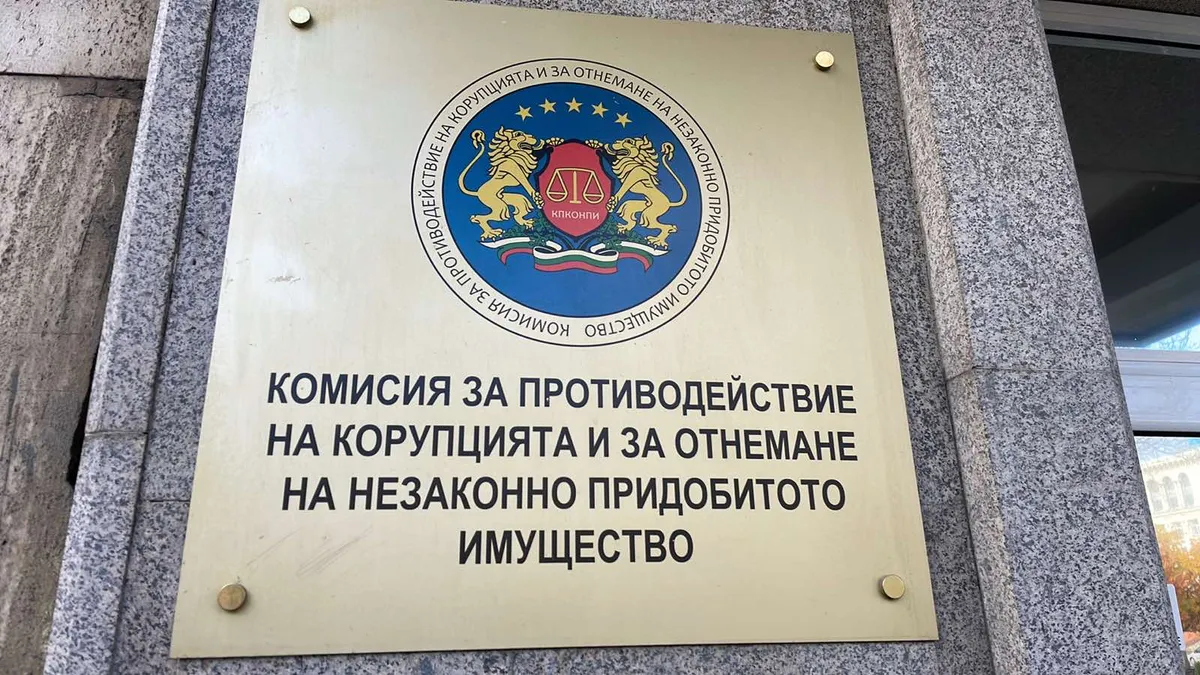 КОМИСИЯ ЗА ПРОТИВОДЕЙСТВИЕ НА КОРУПЦИЯТА И ЗА ОТНЕМАНЕ НА НЕЗАКОННО ПРИДОБИТОТО ИМУЩЕСТВО
КПКОНПИ
КОМИСИЯ ЗА ПРОТИВОДЕЙСТВИЕ
НА КОРУПЦИЯТА И ЗА ОТНЕМАНЕ
НА НЕЗАКОННО ПРИДОБИТОТО
ИМУЩЕСТВО